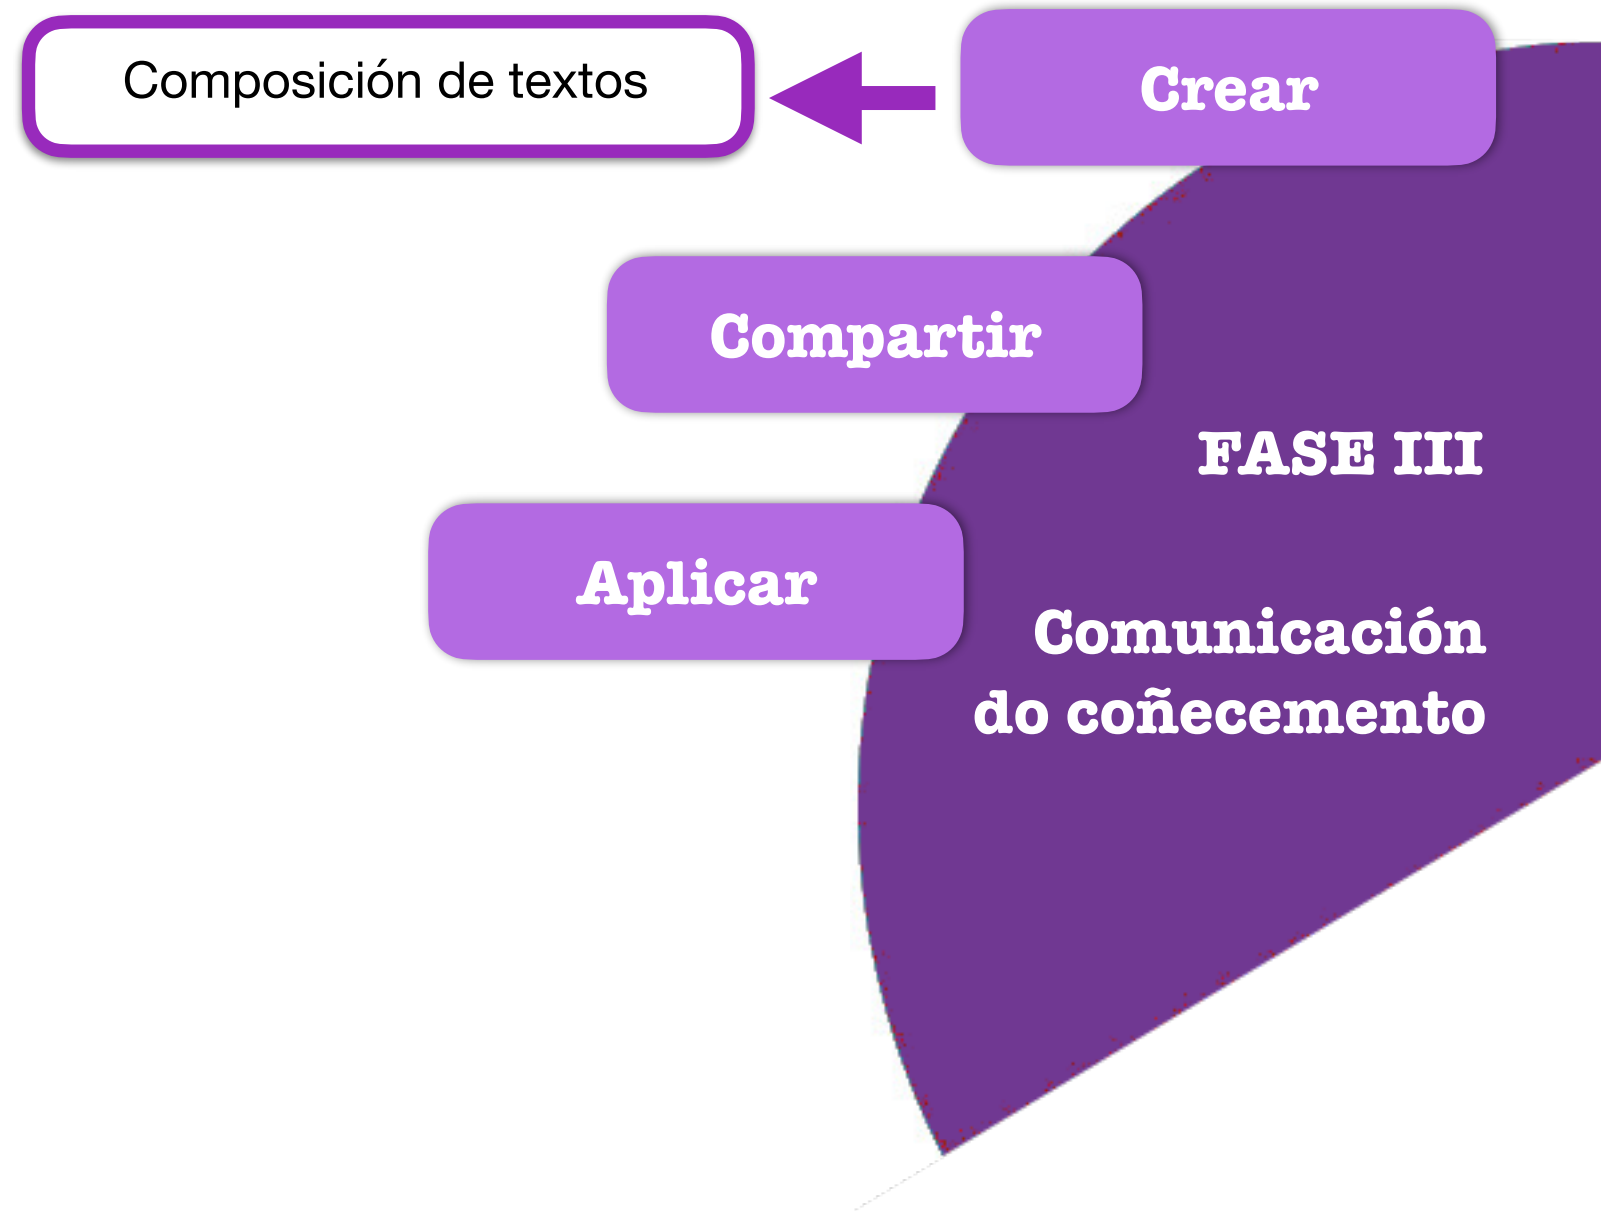 Composición de textos
Crear
Compartir
FASE III
Aplicar
Comunicación
do coñecemento